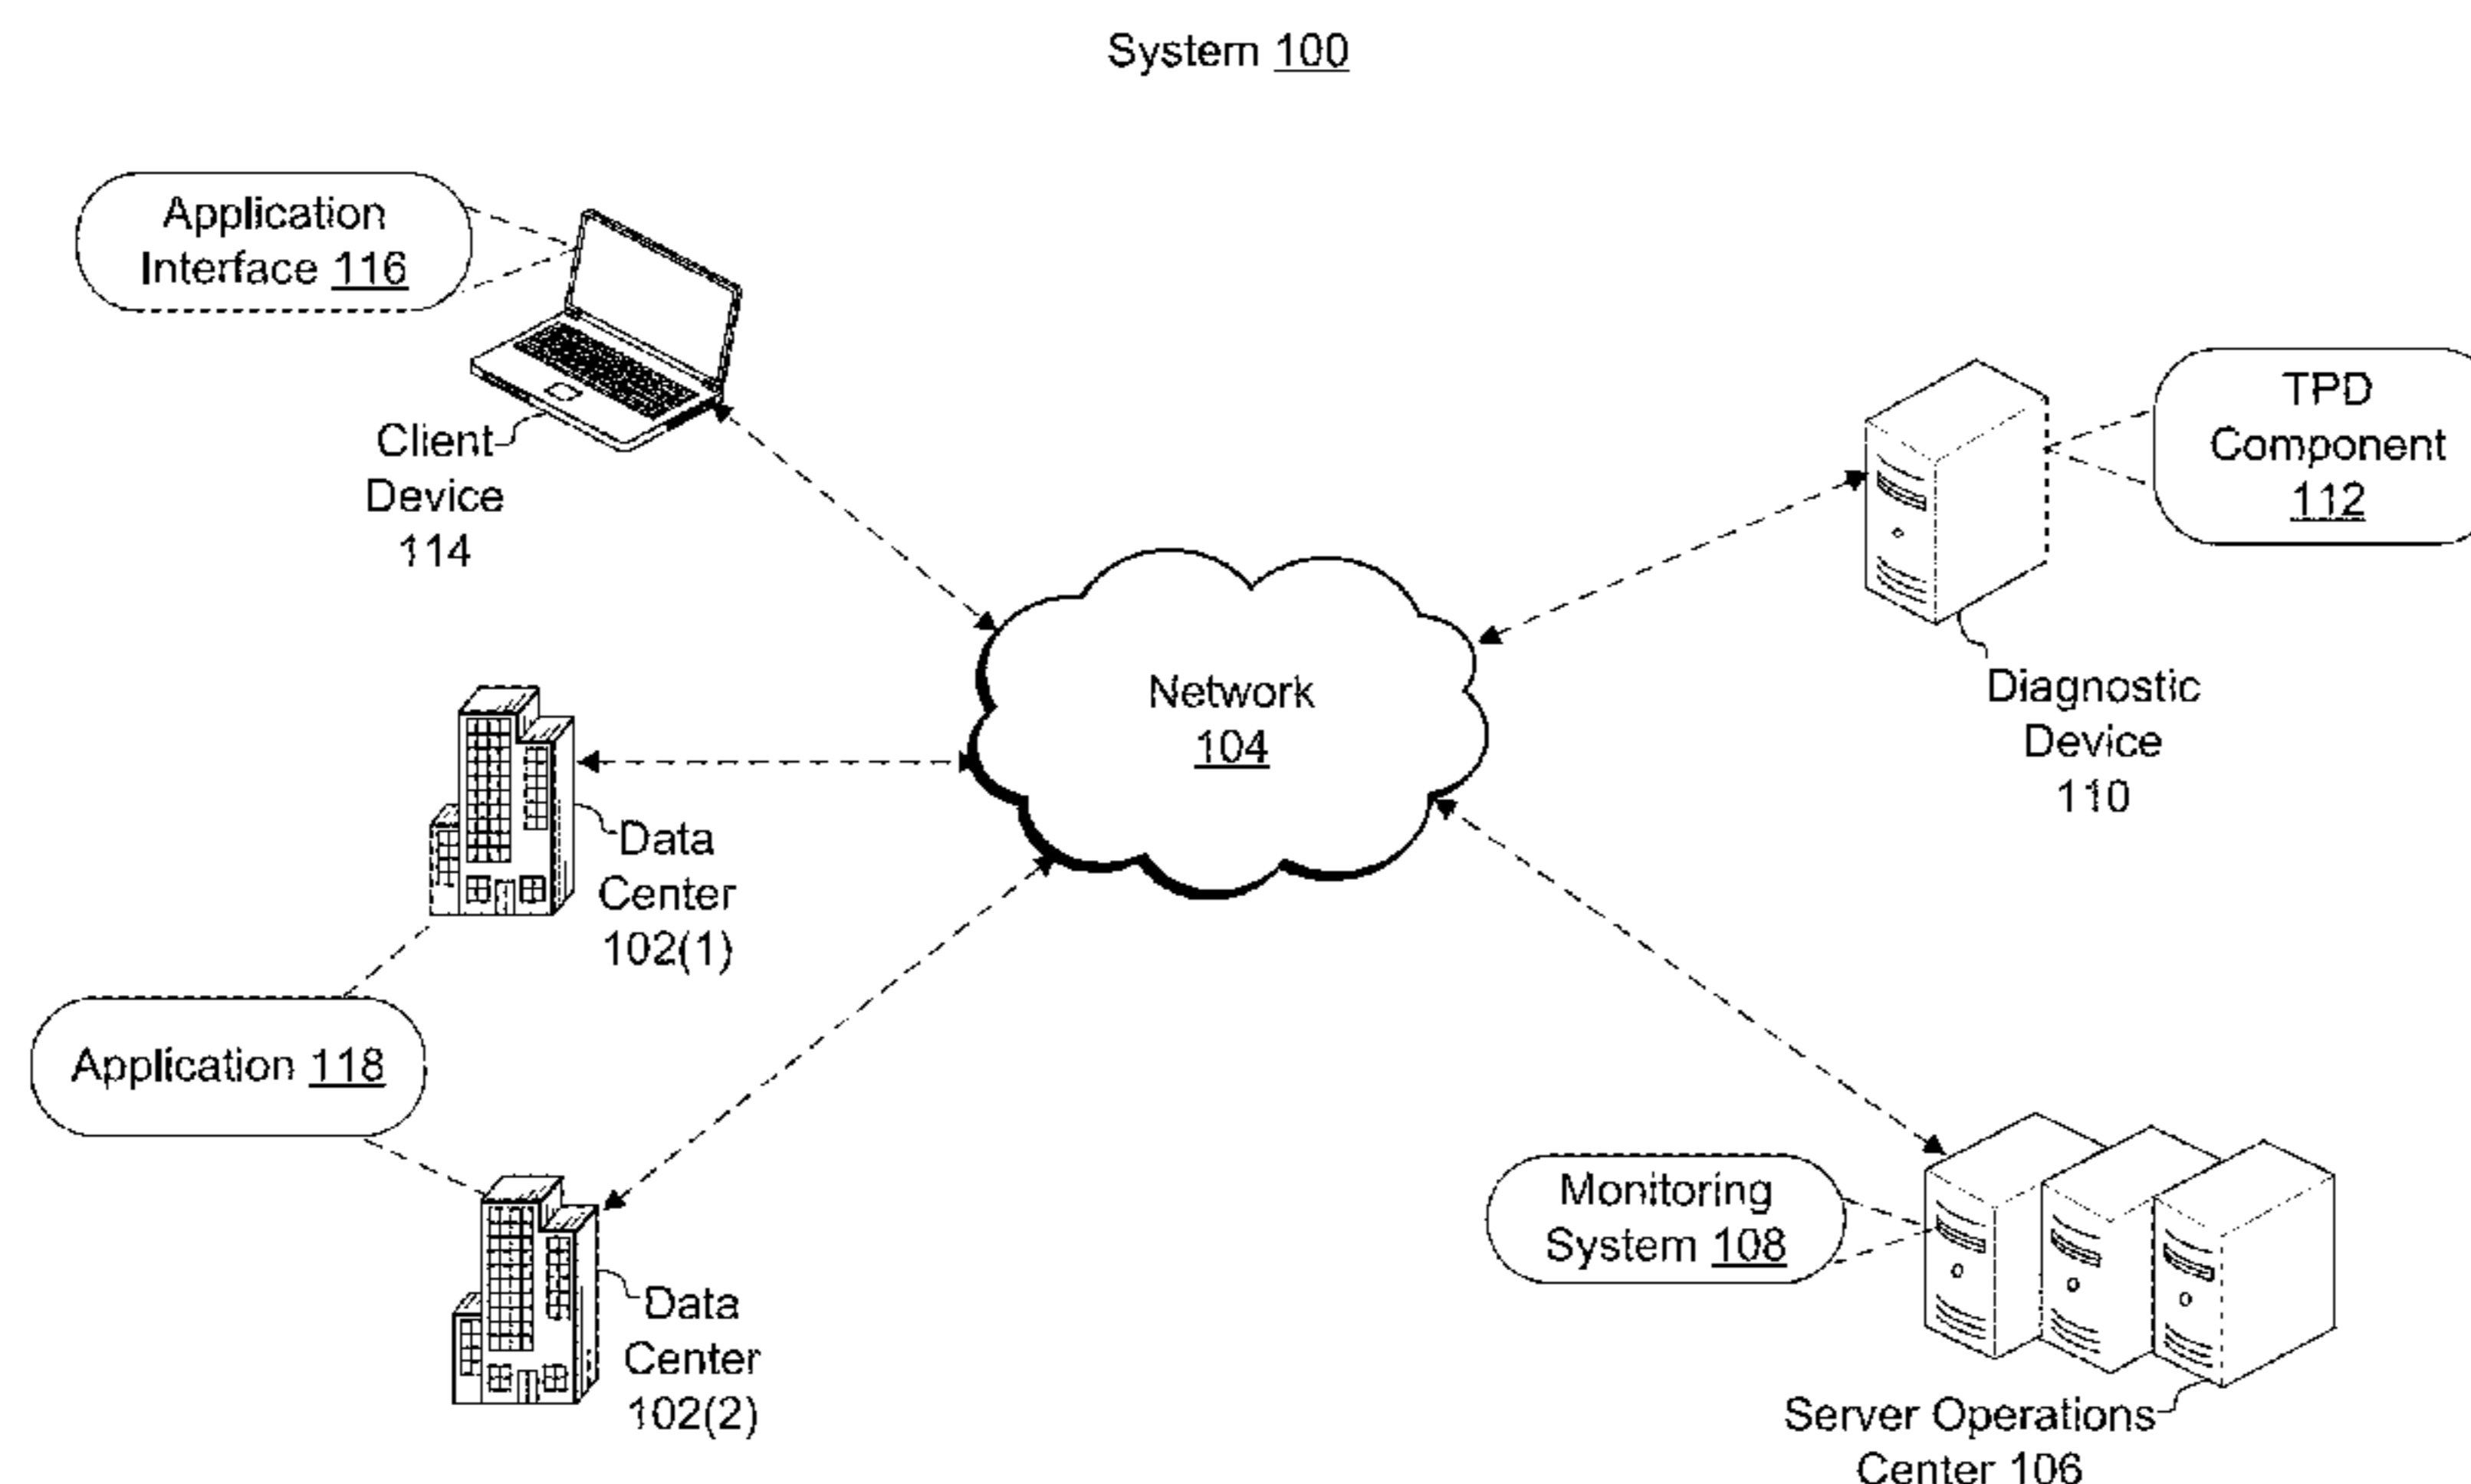 System 100
Application
Interface 116
Client
Device
114
TPD
Component
112
Diagnostic
Device
110
Network
104
Data
Center
102(1)
Application 118
Data
Center
102(2)
Monitoring
System 108
Server Operations
Center 106